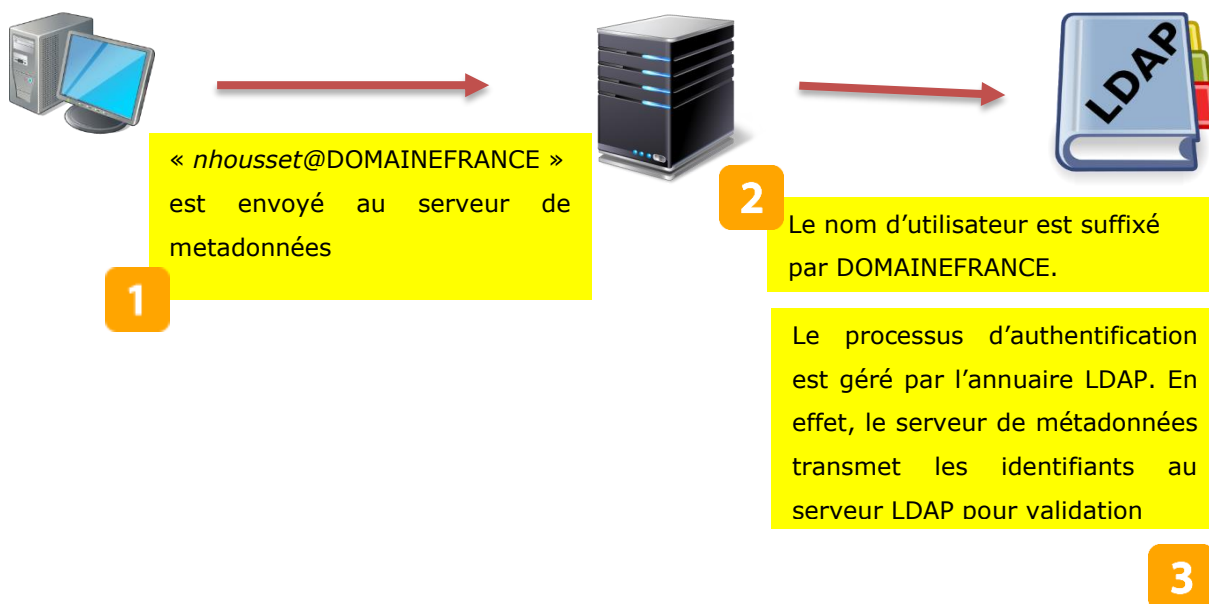 LDAP
« nhousset@DOMAINEFRANCE »
est envoyé au serveur de
metadonnées
1
2
Le nom d’utilisateur est suffixé
par DOMAINEFRANCE.
Le processus d’authentification
est géré par l’annuaire LDAP. En
effet, le serveur de métadonnées
transmet les identifiants au
serveur LDAP pour validation
3